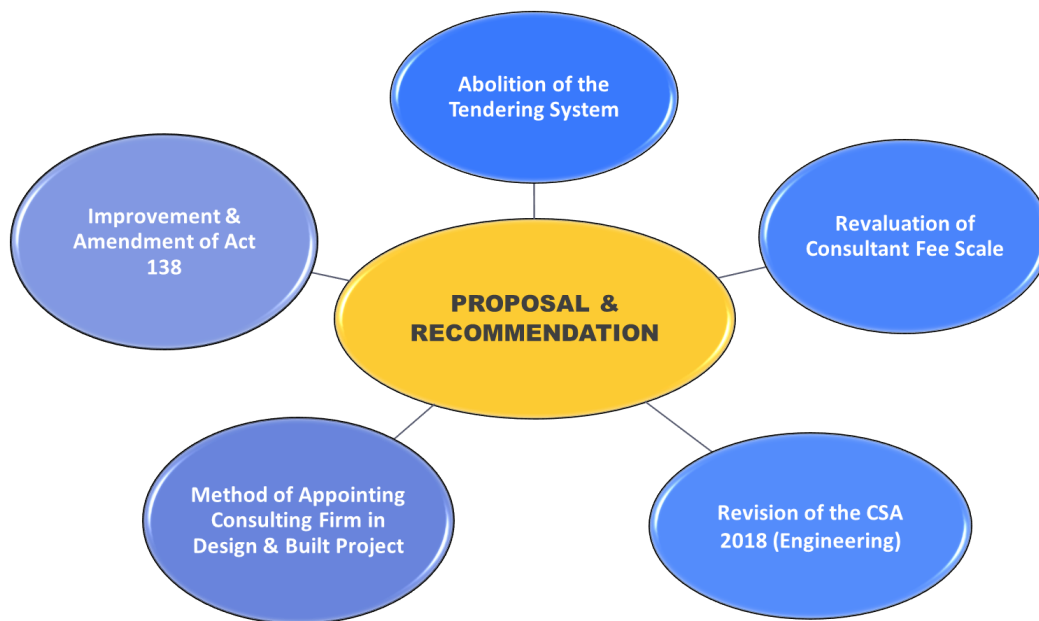 Abolition of the
Tendering System
Improvement &
Amendment of Act
138
Revaluation of
Consultant Fee Scale
PROPOSAL &
RECOMMENDATION
Method of Appointing
Consulting Firm in
Design & Built Project
Revision of the CSA
2018 (Engineering)